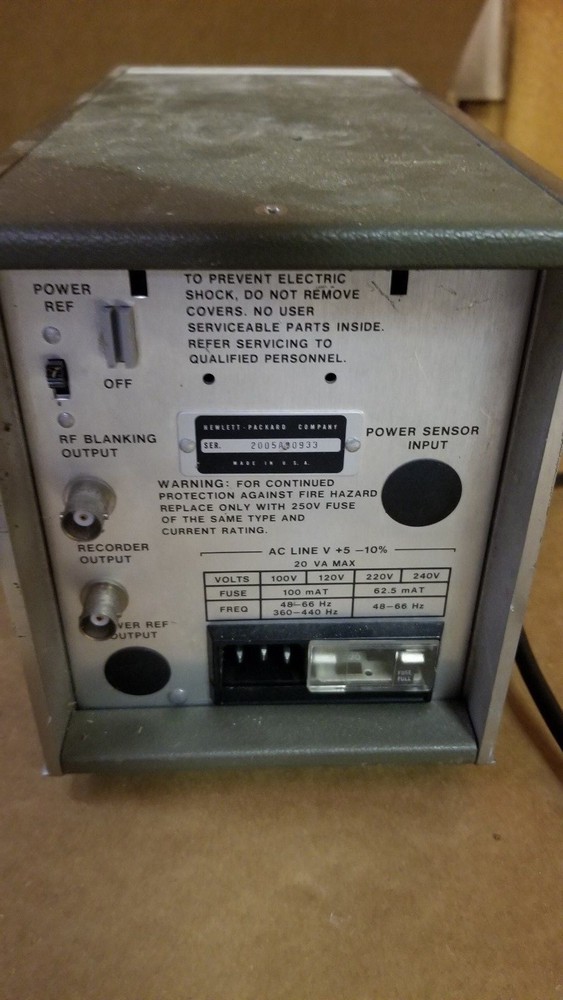 POWER
REF
OFF
TO PREVENT ELECTRIC
SHOCK, DO NOT REMOVE
COVERS. NO USER
SERVICEABLE PARTS INSIDE.
REFER SERVICING TO
QUALIFIED PERSONNEL.
HEWLETT-PACKARD COMPANY
SER. 2005A10933
MADE IN U.S.A.
RF BLANKING
OUTPUT
POWER SENSOR
INPUT
WARNING: FOR CONTINUED
PROTECTION AGAINST FIRE HAZARD
REPLACE ONLY WITH 250V FUSE
OF THE SAME TYPE AND
CURRENT RATING.
RECORDER
OUTPUT
AC LINE V +5 –10%
20 VA MAX
VOLTS 100V 120V 220V 240V
FUSE 100 mAT 62.5 mAT
FREQ 48–66 Hz 360–440 Hz 48–66 Hz
REF
OUTPUT
FUSE
PULL